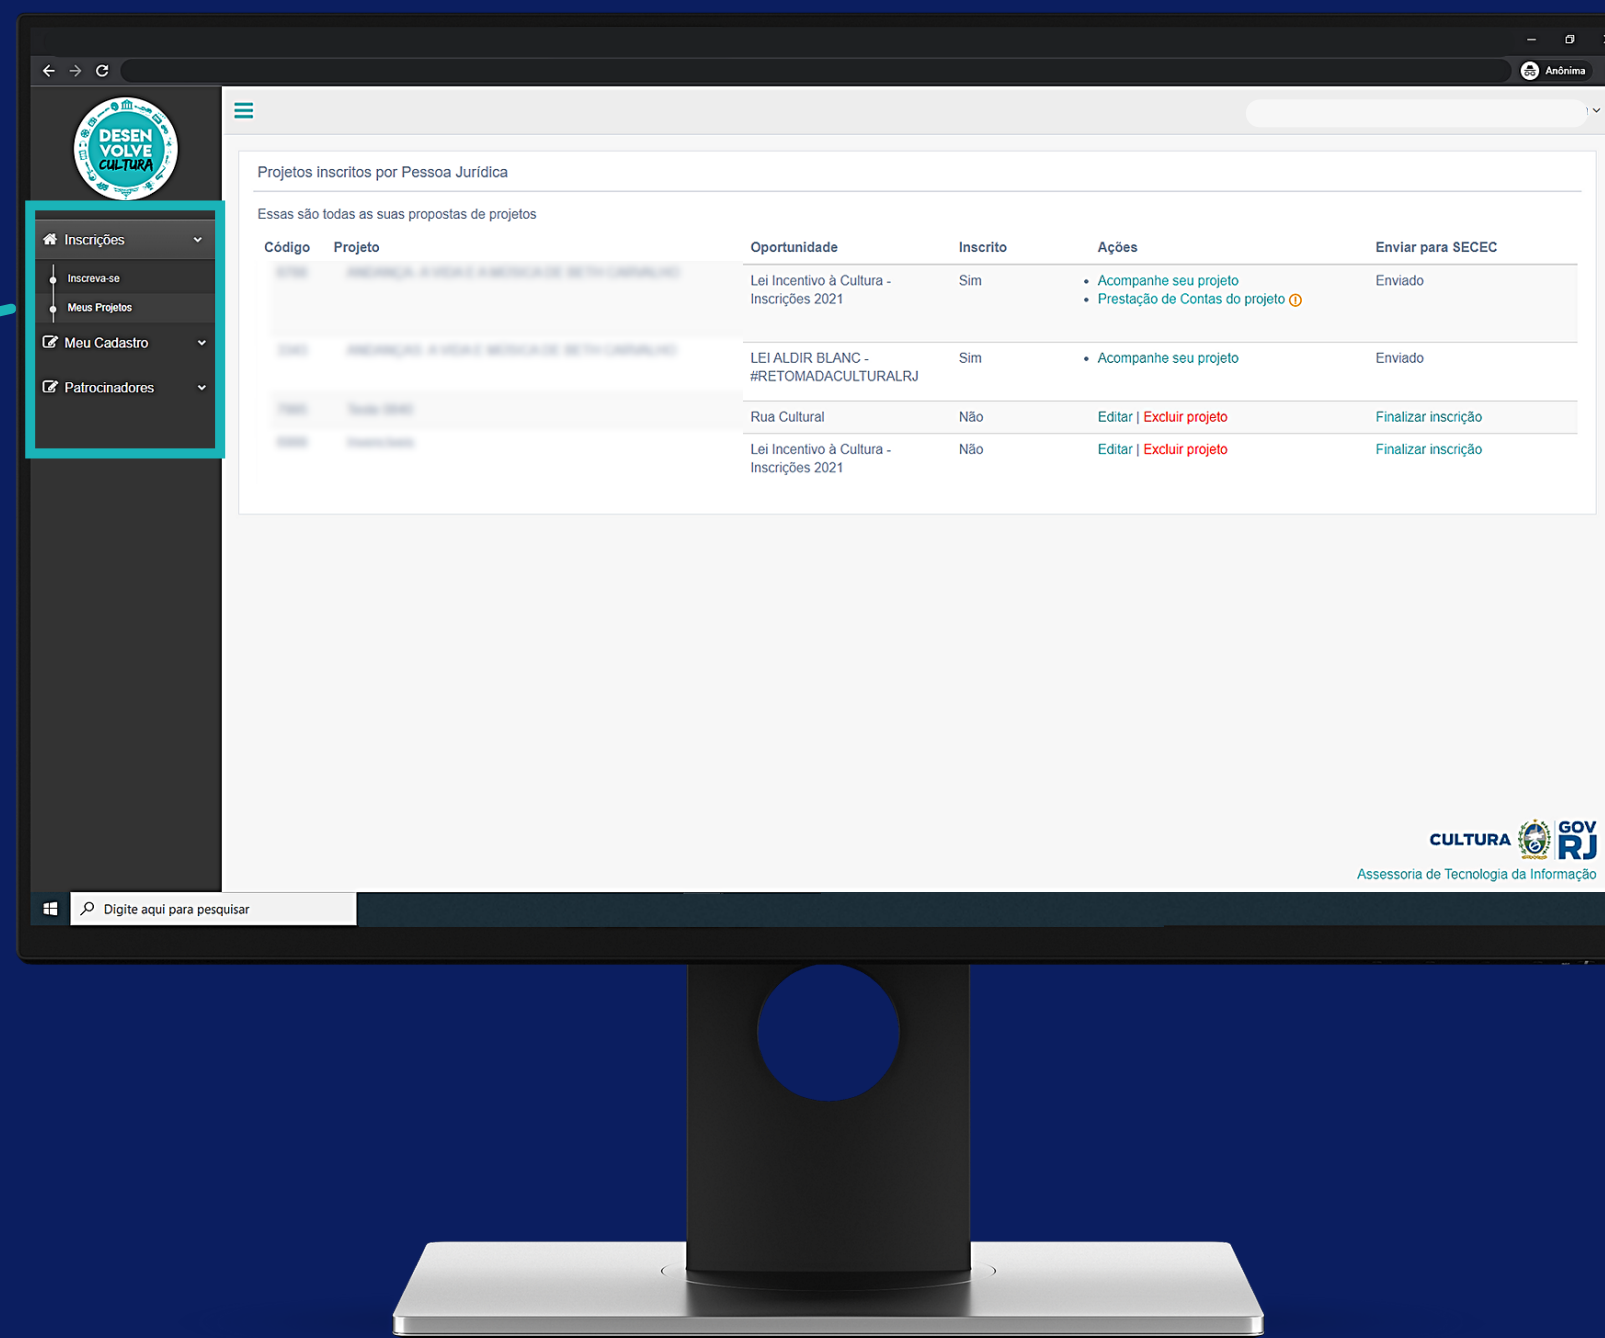 Anônima
DESEN
VOLVE
CULTURA
Inscrições
Inscreva-se
Meus Projetos
Meu Cadastro
Patrocinadores
Projetos inscritos por Pessoa Jurídica
Essas são todas as suas propostas de projetos
Código Projeto Oportunidade Inscrito Ações Enviar para SECEC
Lei Incentivo à Cultura - Sim • Acompanhe seu projeto Enviado
Inscrições 2021 • Prestação de Contas do projeto
LEI ALDIR BLANC - Sim • Acompanhe seu projeto Enviado
#RETOMADACULTURALRJ
Rua Cultural Não Editar | Excluir projeto Finalizar inscrição
Lei Incentivo à Cultura - Não Editar | Excluir projeto Finalizar inscrição
Inscrições 2021
CULTURA GOV
RJ
Assessoria de Tecnologia da Informação
Digite aqui para pesquisar